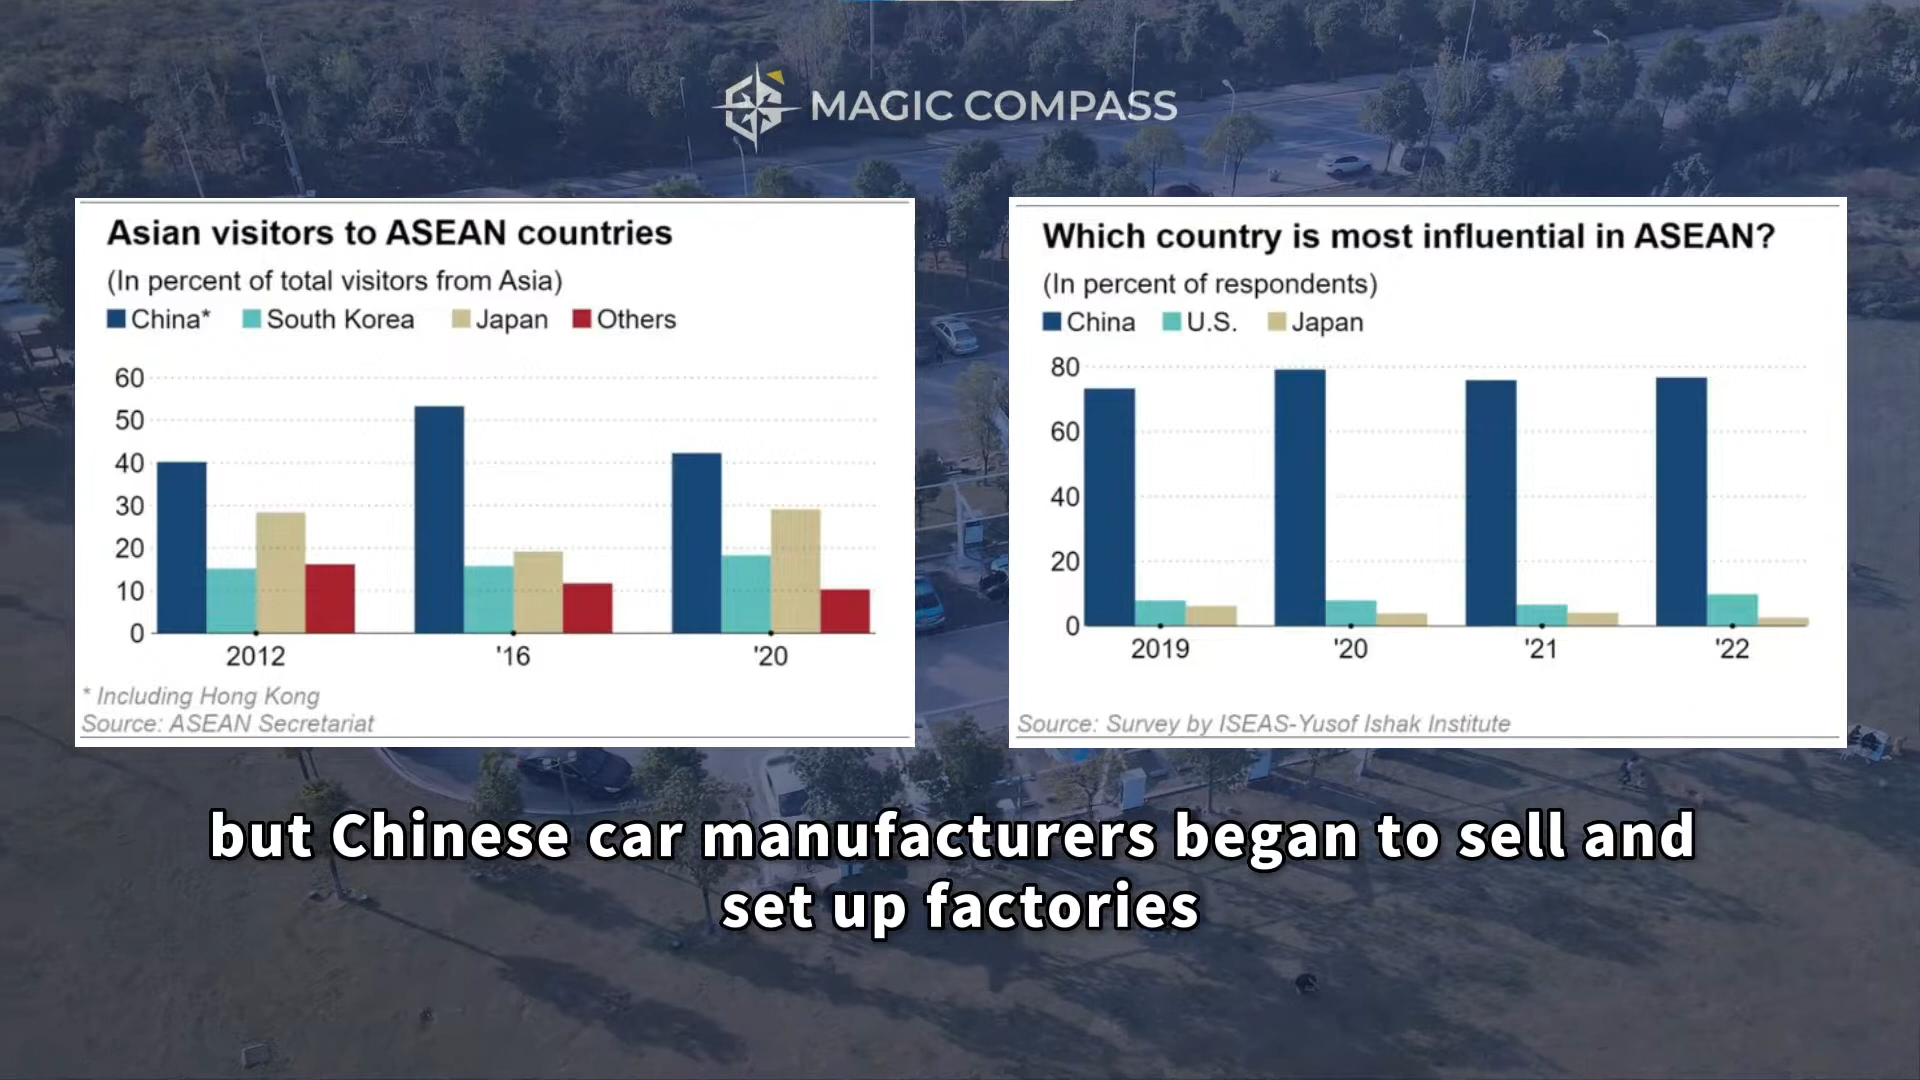 MAGIC COMPASS
Asian visitors to ASEAN countries
(In percent of total visitors from Asia)
China* South Korea Japan Others
60
50
40
30
20
10
0
2012 '16 '20
* Including Hong Kong
Source: ASEAN Secretariat
Which country is most influential in ASEAN?
(In percent of respondents)
China U.S. Japan
80
60
40
20
0
2019 '20 '21 '22
Source: Survey by ISEAS-Yusof Ishak Institute
but Chinese car manufacturers began to sell and
set up factories